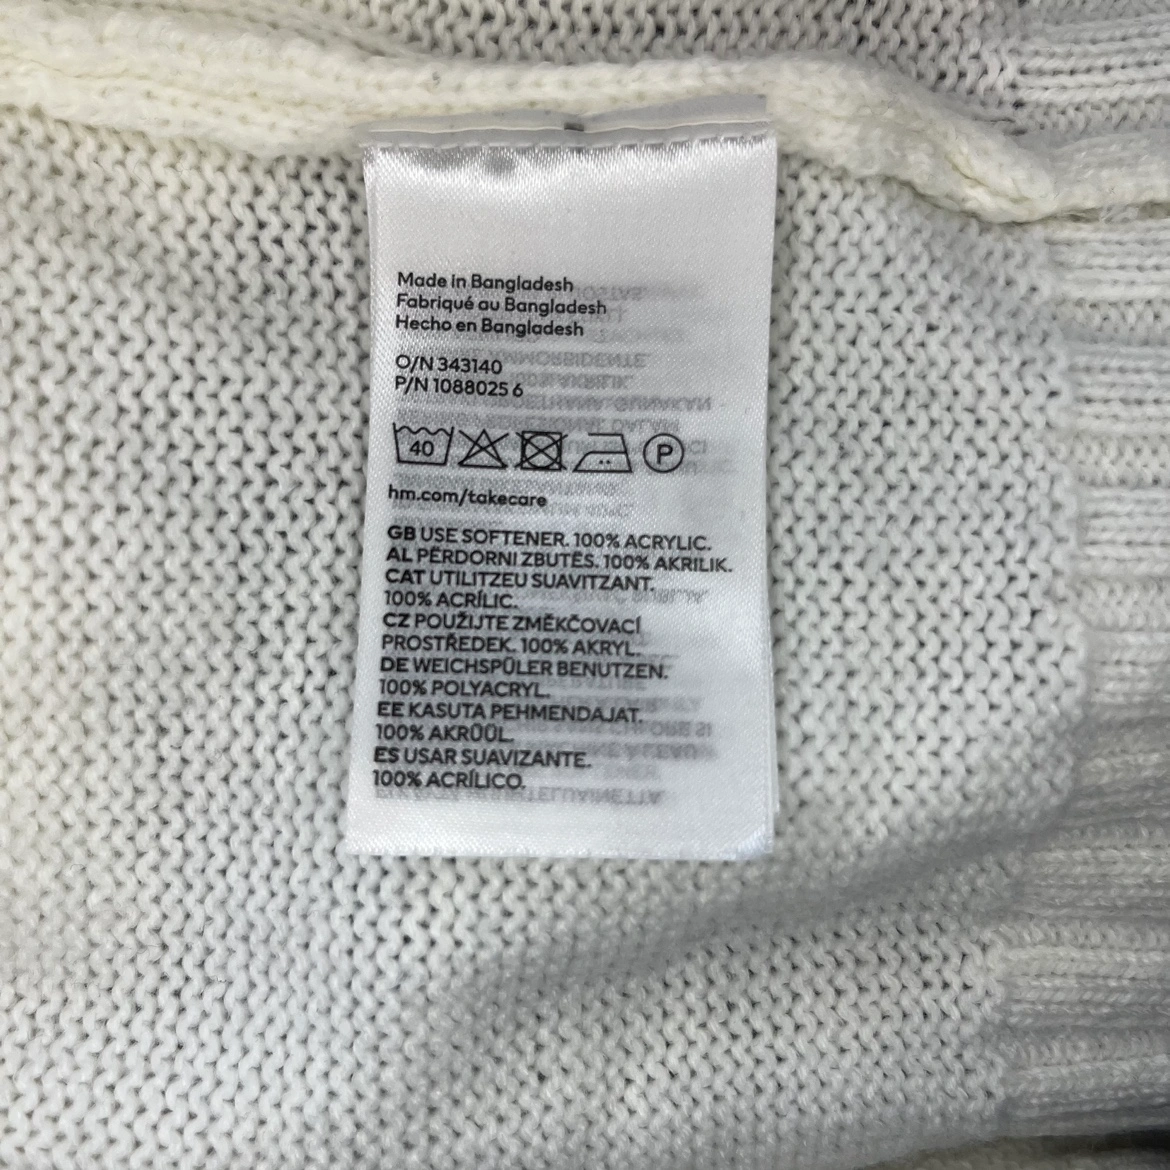 Made in Bangladesh
Fabriqué au Bangladesh
Hecho en Bangladesh
O/N 343140
P/N 1088025 6
40 P
hm.com/takecare
GB USE SOFTENER. 100% ACRYLIC.
AL PËRDORNI ZBUTËS. 100% AKRILIK.
CAT UTILITZEU SUAVITZANT.
100% ACRÍLIC.
CZ POUŽIJTE ZMĚKČOVACÍ
PROSTŘEDEK. 100% AKRYL.
DE WEICHSPÜLER BENUTZEN.
100% POLYACRYL.
EE KASUTA PEHMENDAJAT.
100% AKRÜÜL.
ES USAR SUAVIZANTE.
100% ACRÍLICO.